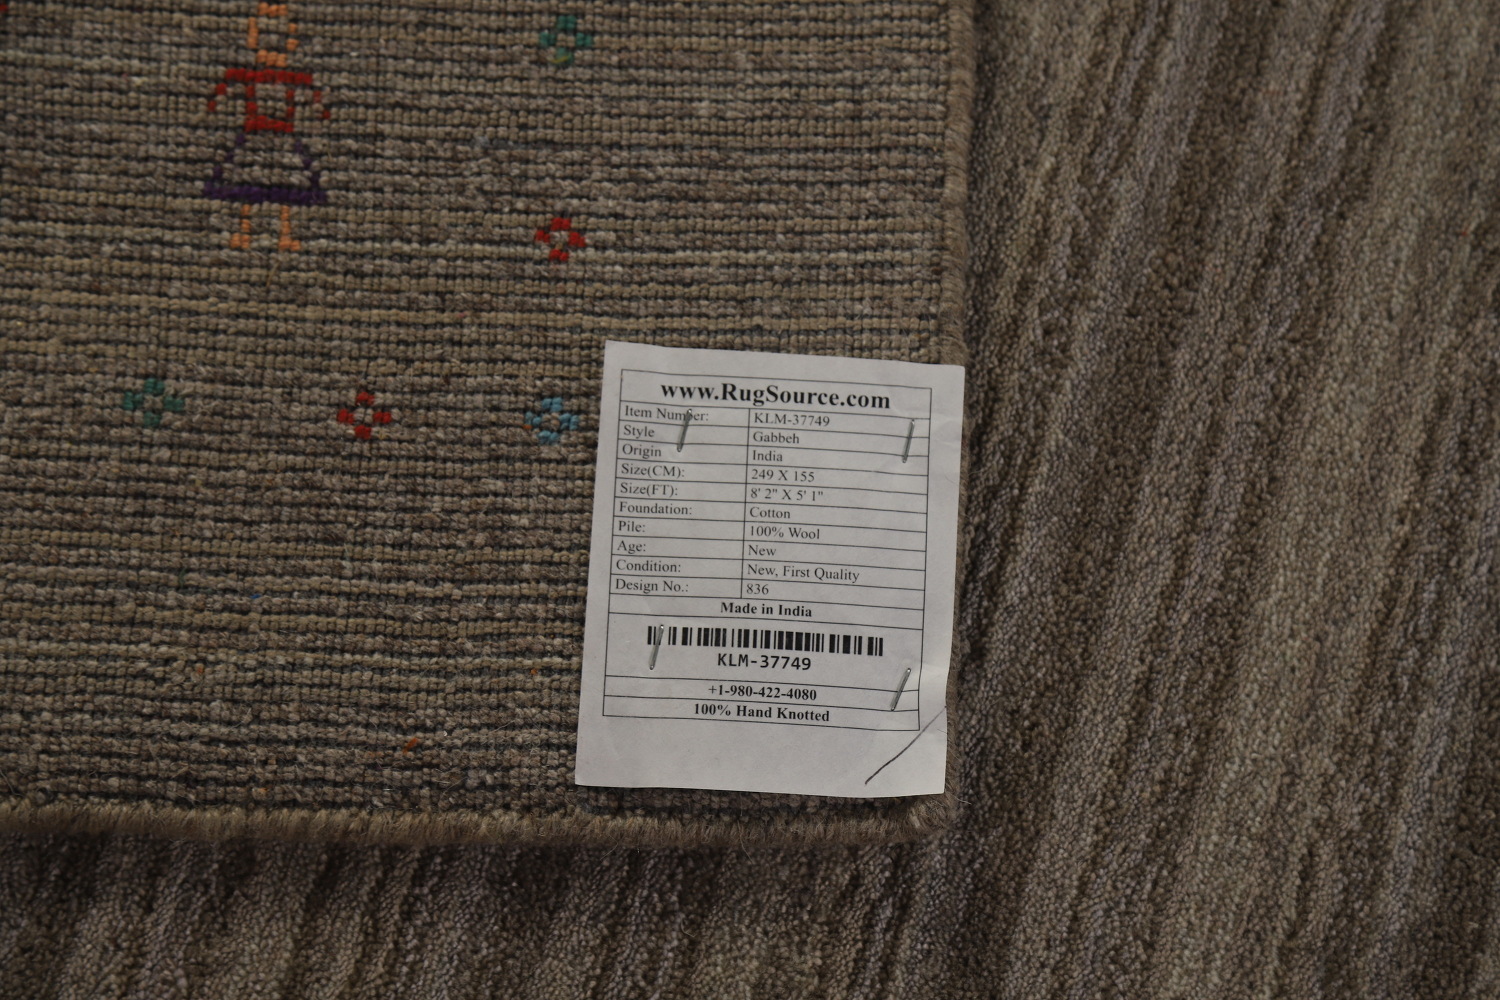 www.RugSource.com
Item Number: KLM-37749
Style Gabbeh
Origin India
Size(CM): 249 X 155
Size(FT): 8' 2" X 5' 1"
Foundation: Cotton
Pile: 100% Wool
Age: New
Condition: New, First Quality
Design No.: 836
Made in India
KLM-37749
+1-980-422-4080
100% Hand Knotted